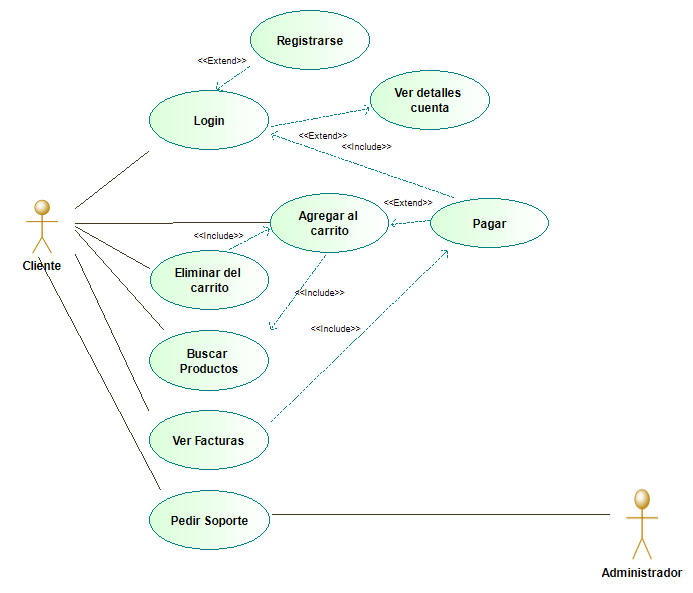 Registrarse
<<Extend>>
Ver detalles
cuenta
Login
<<Extend>>
<<Include>>
<<Extend>>
Agregar al
carrito
Pagar
<<Include>>
Cliente
Eliminar del
carrito
<<Include>>
<<Include>>
Buscar
Productos
Ver Facturas
Pedir Soporte
Administrador